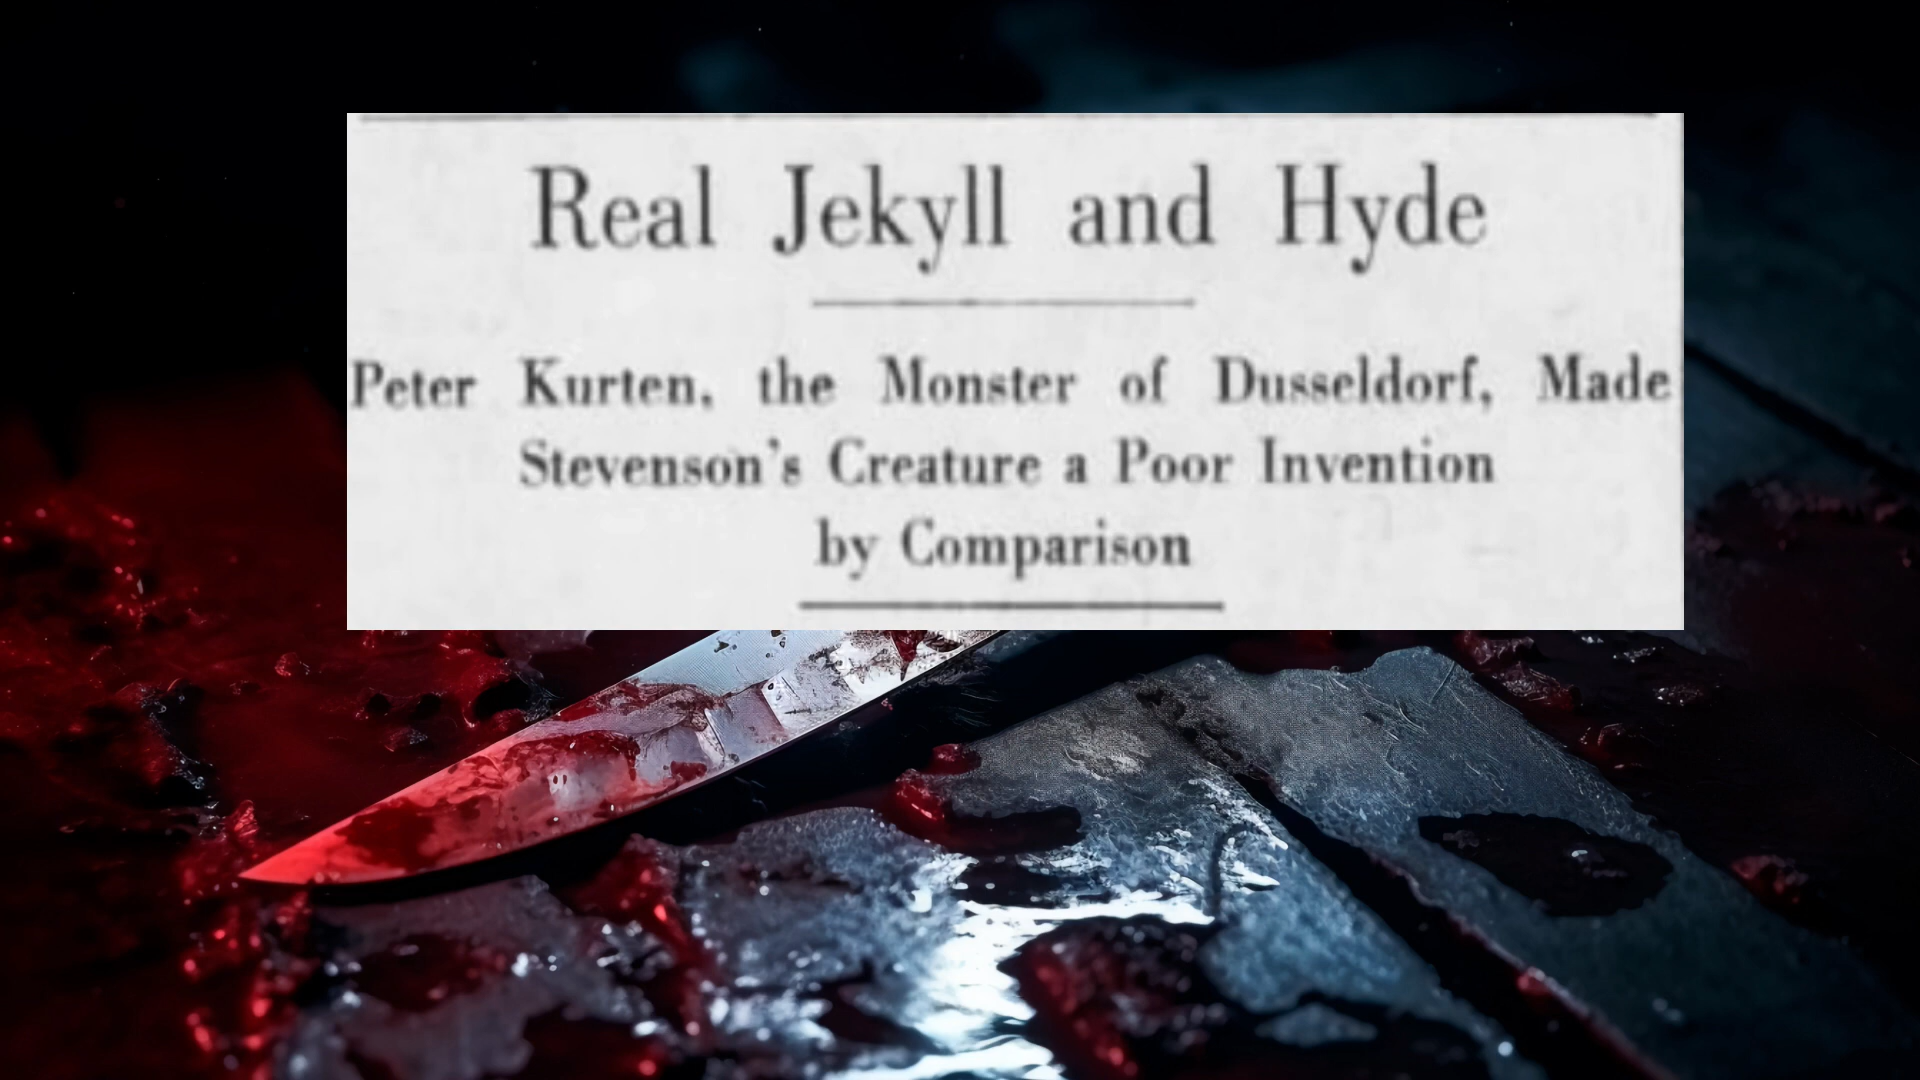 Real Jekyll and Hyde
Peter Kurten, the Monster of Dusseldorf, Made
Stevenson's Creature a Poor Invention
by Comparison